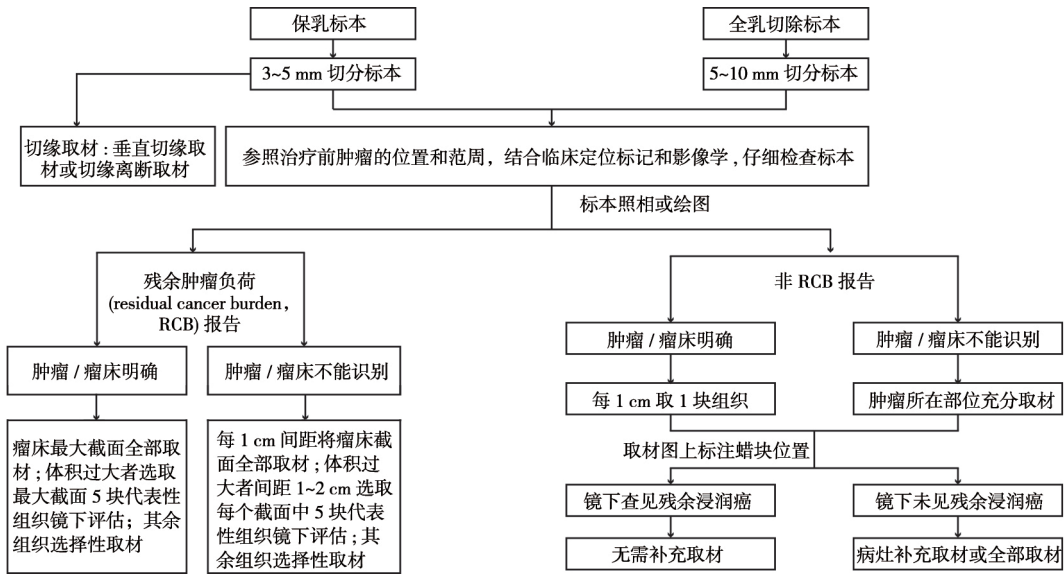 保乳标本
全乳切除标本
3~5 mm 切分标本
5~10 mm 切分标本
切缘取材：垂直切缘取
材或切缘离断取材
参照治疗前肿瘤的位置和范周，结合临床定位标记和影像学，仔细检查标本
标本照相或绘图
残余肿瘤负荷
(residual cancer burden，
RCB) 报告
非 RCB 报告
肿瘤 / 瘤床明确
肿瘤 / 瘤床不能识别
肿瘤 / 瘤床明确
肿瘤 / 瘤床不能识别
瘤床最大截面全部取
材；体积过大者选取
最大截面 5 块代表性
组织镜下评估；其余
组织选择性取材
每 1 cm 间距将瘤床截
面全部取材；体积过
大者间距 1~2 cm 选取
每个截面中 5 块代表
性组织镜下评估；其
余组织选择性取材
每 1 cm 取 1 块组织
肿瘤所在部位充分取材
取材图上标注蜡块位置
镜下查见残余浸润癌
镜下未见残余浸润癌
无需补充取材
病灶补充取材或全部取材